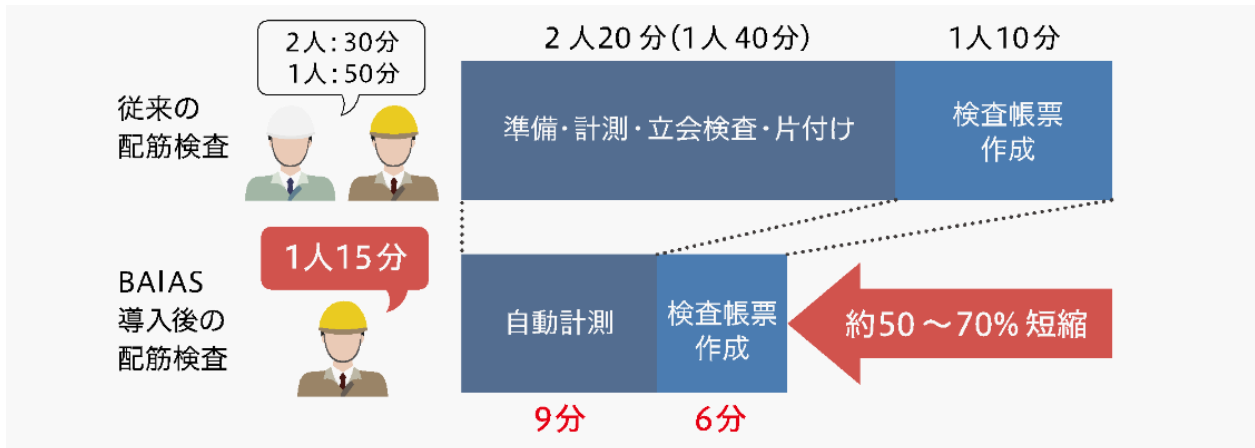 2人:30分
1人:50分
2人20分(1人40分)
1人10分
従来の
配筋検査
準備・計測・立会検査・片付け
検査帳票
作成
1人15分
BAIAS
導入後の
配筋検査
自動計測
検査帳票
作成
約50〜70%短縮
9分
6分